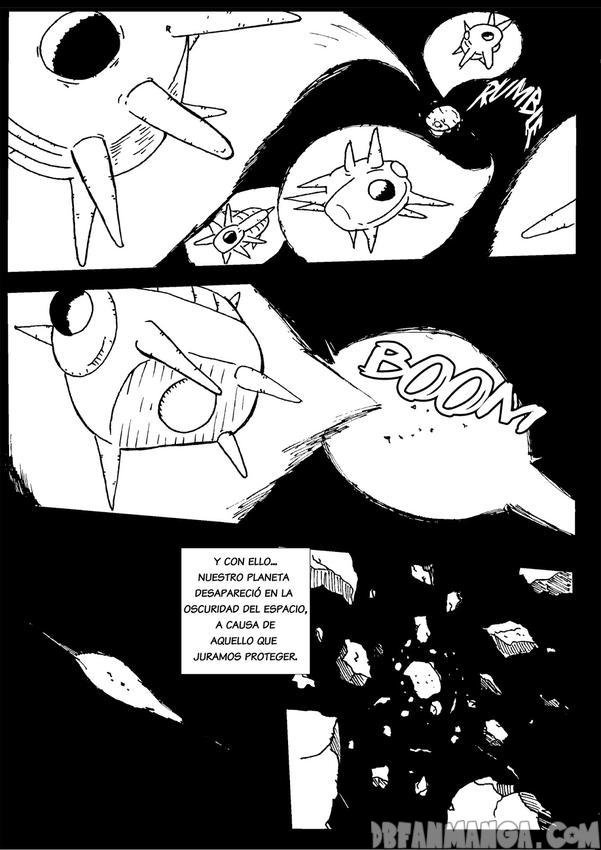 RUMBLE
BOOM
Y CON ELLO...
NUESTRO PLANETA
DESAPARECIÓ EN LA
OSCURIDAD DEL ESPACIO,
A CAUSA DE
AQUELLO QUE
JURAMOS PROTEGER.
DBFANMANGA.COM